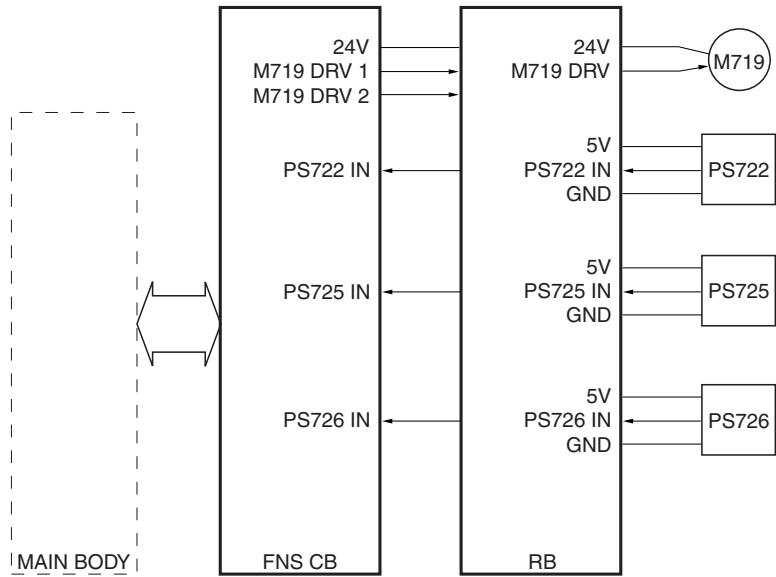 24V
M719 DRV 1
M719 DRV 2
PS722 IN
PS725 IN
PS726 IN
24V
M719 DRV
5V
PS722 IN
GND
5V
PS725 IN
GND
5V
PS726 IN
GND
M719
PS722
PS725
PS726
MAIN BODY
FNS CB
RB